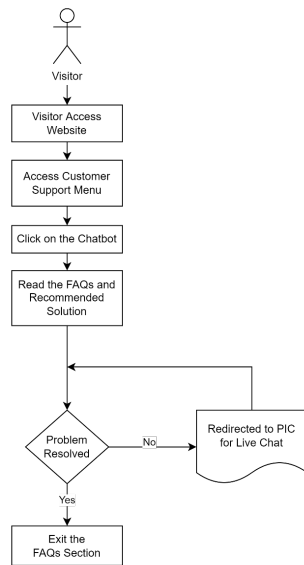 Visitor
Visitor Access
Website
Access Customer
Support Menu
Click on the Chatbot
Read the FAQs and
Recommended
Solution
Problem
Resolved
No
Redirected to PIC
for Live Chat
Yes
Exit the
FAQs Section